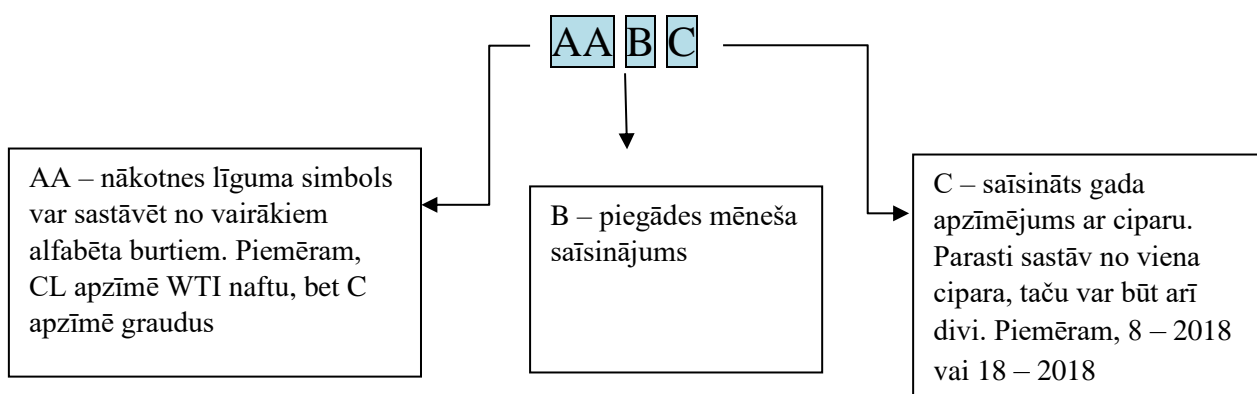 AA B C
AA – nākotnes līguma simbols
var sastāvēt no vairākiem
alfabēta burtiem. Piemēram,
CL apzīmē WTI naftu, bet C
apzīmē graudus
B – piegādes mēneša
saīsinājums
C – saīsināts gada
apzīmējums ar ciparu.
Parasti sastāv no viena
cipara, taču var būt arī
divi. Piemēram, 8 – 2018
vai 18 – 2018